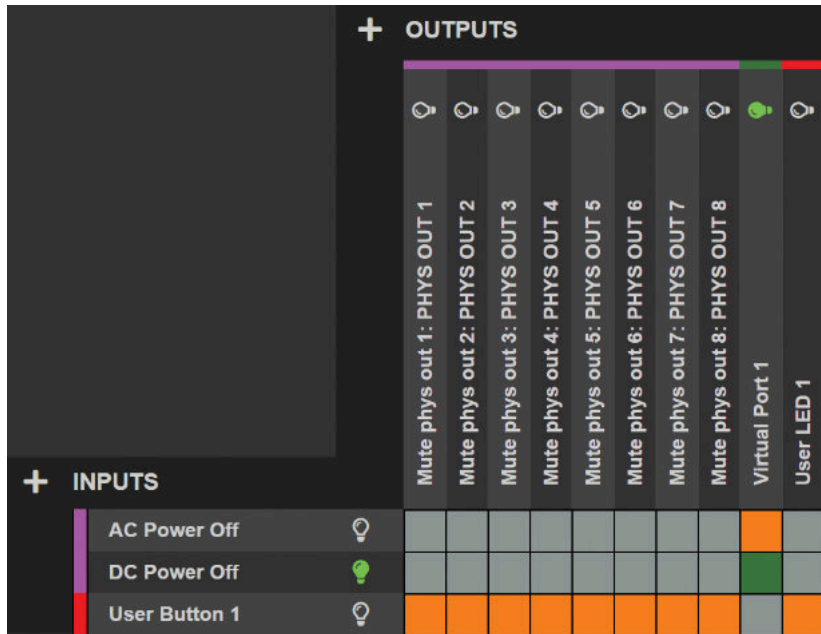 OUTPUTS
Mute phys out 1: PHYS OUT 1
Mute phys out 2: PHYS OUT 2
Mute phys out 3: PHYS OUT 3
Mute phys out 4: PHYS OUT 4
Mute phys out 5: PHYS OUT 5
Mute phys out 6: PHYS OUT 6
Mute phys out 7: PHYS OUT 7
Mute phys out 8: PHYS OUT 8
Virtual Port 1
User LED 1
INPUTS
AC Power Off
DC Power Off
User Button 1